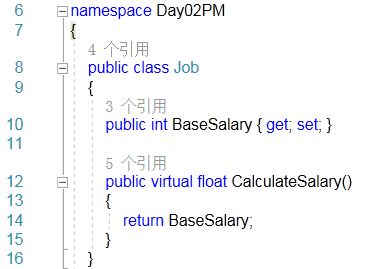 6 namespace Day02PM
7 {
4 个引用
8 public class Job
9 {
3 个引用
10 public int BaseSalary { get; set; }
11
5 个引用
12 public virtual float CalculateSalary()
13 {
14 return BaseSalary;
15 }
16 }